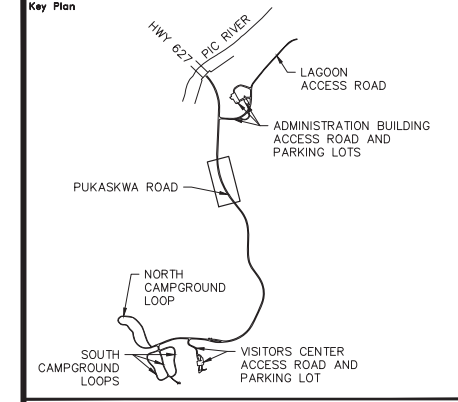 Key Plan
HWY 627
PIC RIVER
LAGOON
ACCESS ROAD
ADMINISTRATION BUILDING
ACCESS ROAD AND
PARKING LOTS
PUKASKWA ROAD
NORTH
CAMPGROUND
LOOP
SOUTH
CAMPGROUND
LOOPS
VISITORS CENTER
ACCESS ROAD AND
PARKING LOT